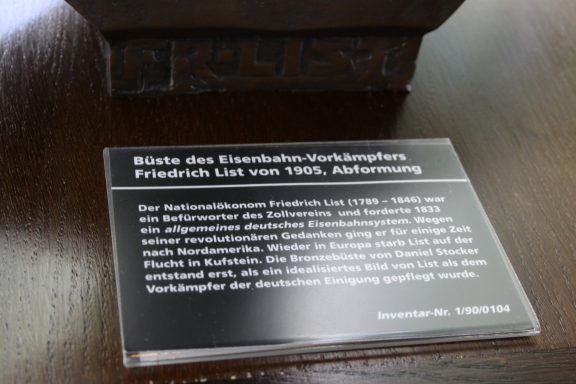 FR·LIST·
Büste des Eisenbahn-Vorkämpfers
Friedrich List von 1905, Abformung
Der Nationalökonom Friedrich List (1789 – 1846) war
ein Befürworter des Zollvereins und forderte 1833
ein allgemeines deutsches Eisenbahnsystem. Wegen
seiner revolutionären Gedanken ging er für einige Zeit
nach Nordamerika. Wieder in Europa starb List auf der
Flucht in Kufstein. Die Bronzebüste von Daniel Stocker
entstand erst, als ein idealisiertes Bild von List als dem
Vorkämpfer der deutschen Einigung gepflegt wurde.
Inventar-Nr. 1/90/0104